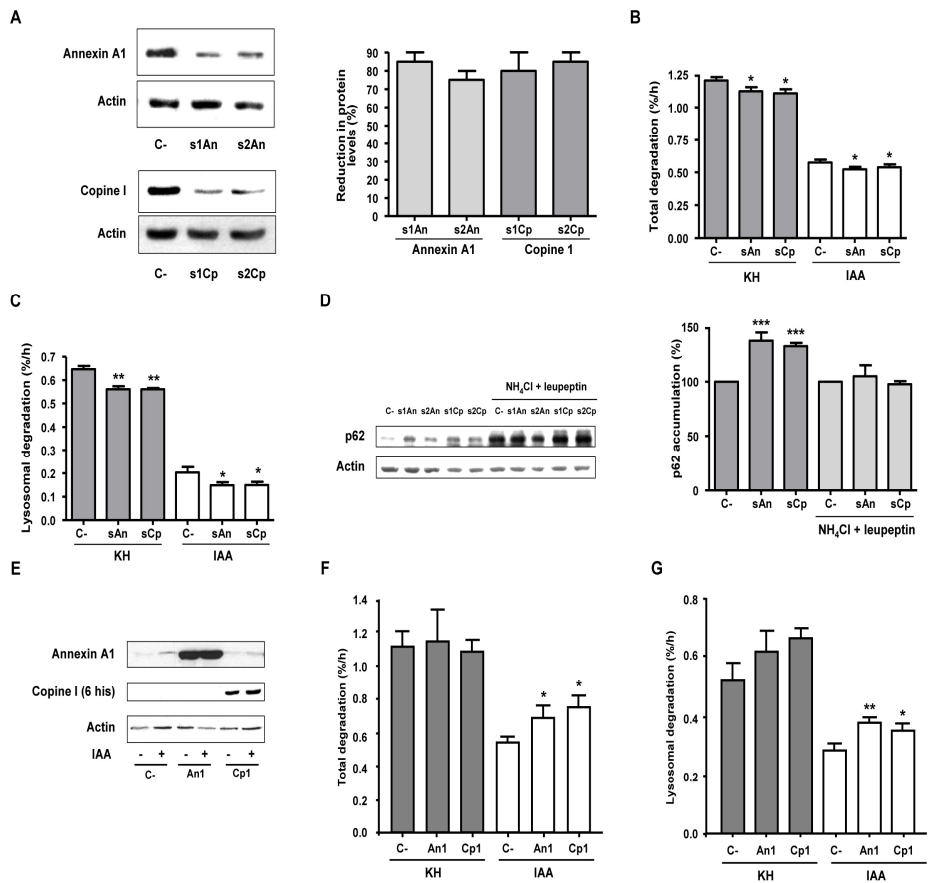 A
Annexin A1
Actin
C- s1An s2An
Copine I
Actin
C- s1Cp s2Cp
Reduction in protein
levels (%)
90
80
70
60
50
40
30
20
10
0
s1An s2An s1Cp s2Cp
Annexin A1 Copine 1
B
Total degradation (%/h)
1.25
1.00
0.75
0.50
0.25
0.00
* *
* *
C- sAn sCp C- sAn sCp
KH IAA
C
Lysosomal degradation (%/h)
0.7
0.6
0.5
0.4
0.3
0.2
0.1
0.0
** **
* *
C- sAn sCp C- sAn sCp
KH IAA
D
NH4Cl + leupeptin
C- s1An s2An s1Cp s2Cp C- s1An s2An s1Cp s2Cp
p62
Actin
p62 accumulation (%)
150
100
50
0
*** ***
C- sAn sCp C- sAn sCp
NH4Cl + leupeptin
E
Annexin A1
Copine I (6 his)
Actin
IAA - + - + - +
C- An1 Cp1
F
Total degradation (%/h)
1.4
1.2
1.0
0.8
0.6
0.4
0.2
0.0
* *
C- An1 Cp1 C- An1 Cp1
KH IAA
G
Lysosomal degradation (%/h)
0.8
0.6
0.4
0.2
0.0
** *
C- An1 Cp1 C- An1 Cp1
KH IAA